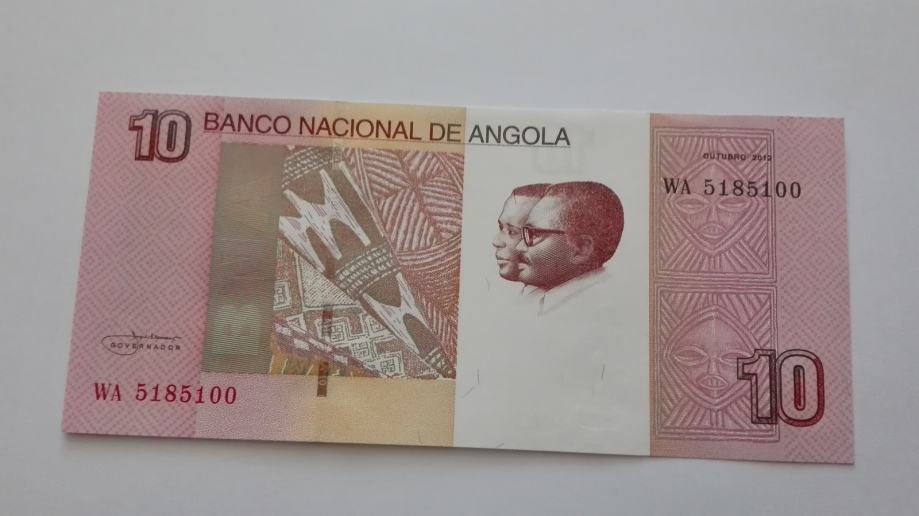 10
BANCO NACIONAL DE ANGOLA
OUTUBRO 2012
WA 5185100
GOVERNADOR
WA 5185100
10